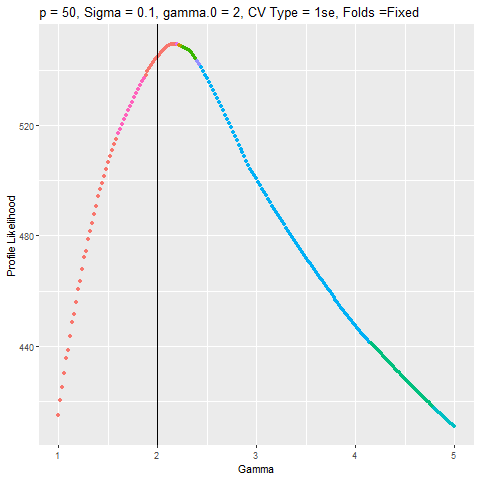 p = 50, Sigma = 0.1, gamma.0 = 2, CV Type = 1se, Folds =Fixed
Profile Likelihood
520
480
440
1 2 3 4 5
Gamma